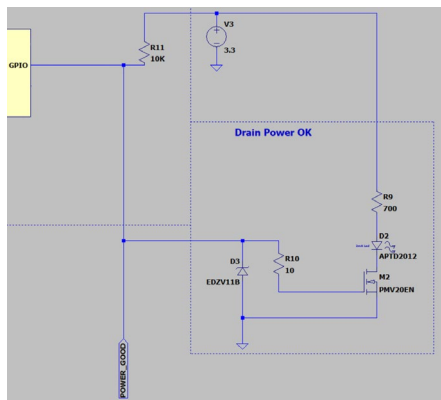 V3
R11
10K
GPIO
3.3
Drain Power OK
R9
700
D2
APTD2012
D3
EDZV11B
R10
10
M2
PMV20EN
POWER_GOOD